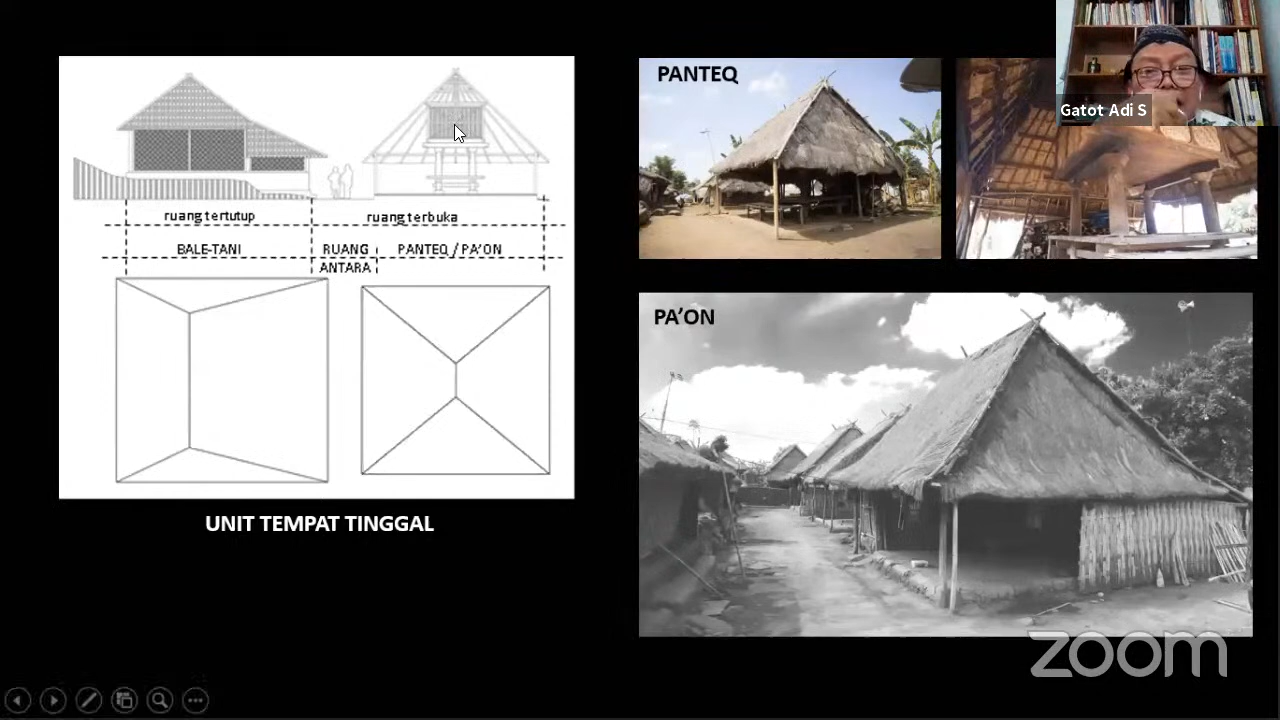 ruang tertutup
ruang terbuka
BALE-TANI
RUANG
ANTARA
PANTEQ / PA'ON
UNIT TEMPAT TINGGAL
PANTEQ
Gatot Adi S
PA'ON
zoom